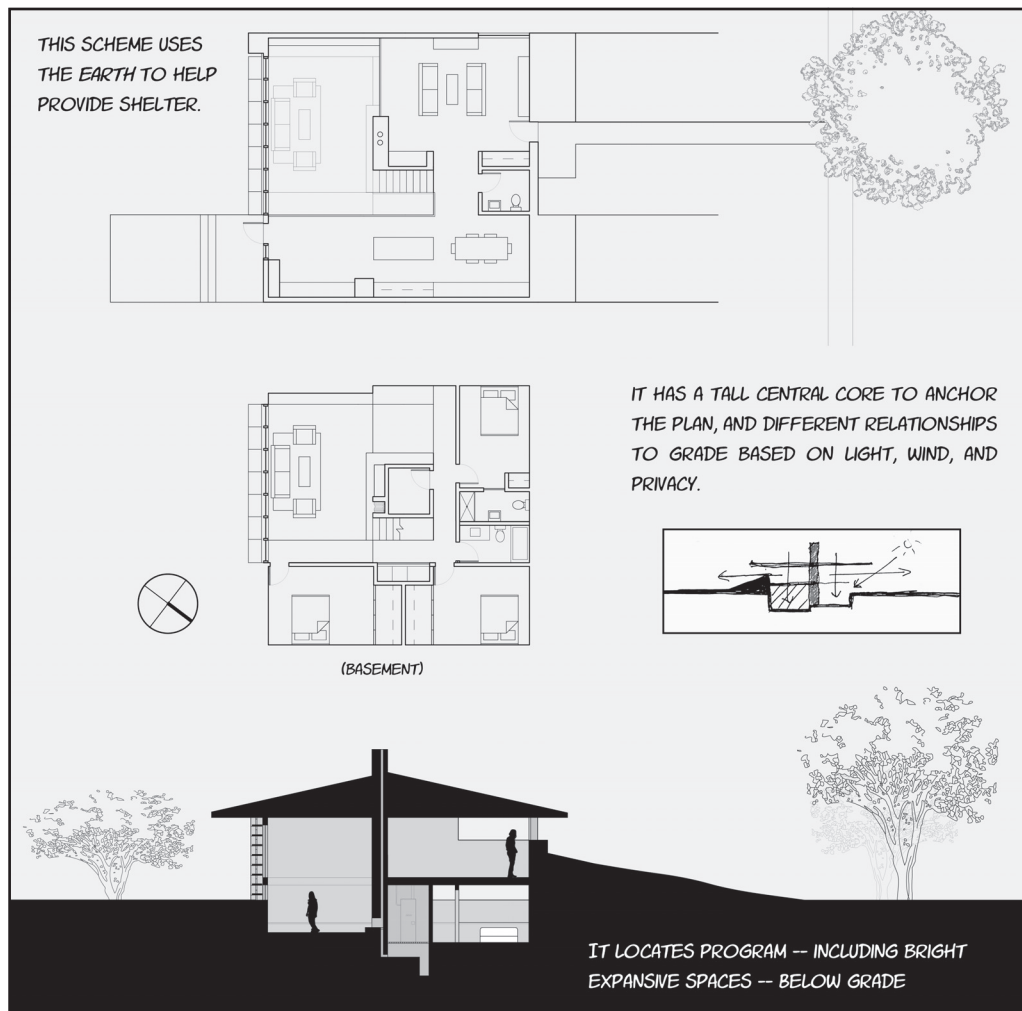 THIS SCHEME USES
THE EARTH TO HELP
PROVIDE SHELTER.
IT HAS A TALL CENTRAL CORE TO ANCHOR
THE PLAN, AND DIFFERENT RELATIONSHIPS
TO GRADE BASED ON LIGHT, WIND, AND
PRIVACY.
(BASEMENT)
IT LOCATES PROGRAM -- INCLUDING BRIGHT
EXPANSIVE SPACES -- BELOW GRADE